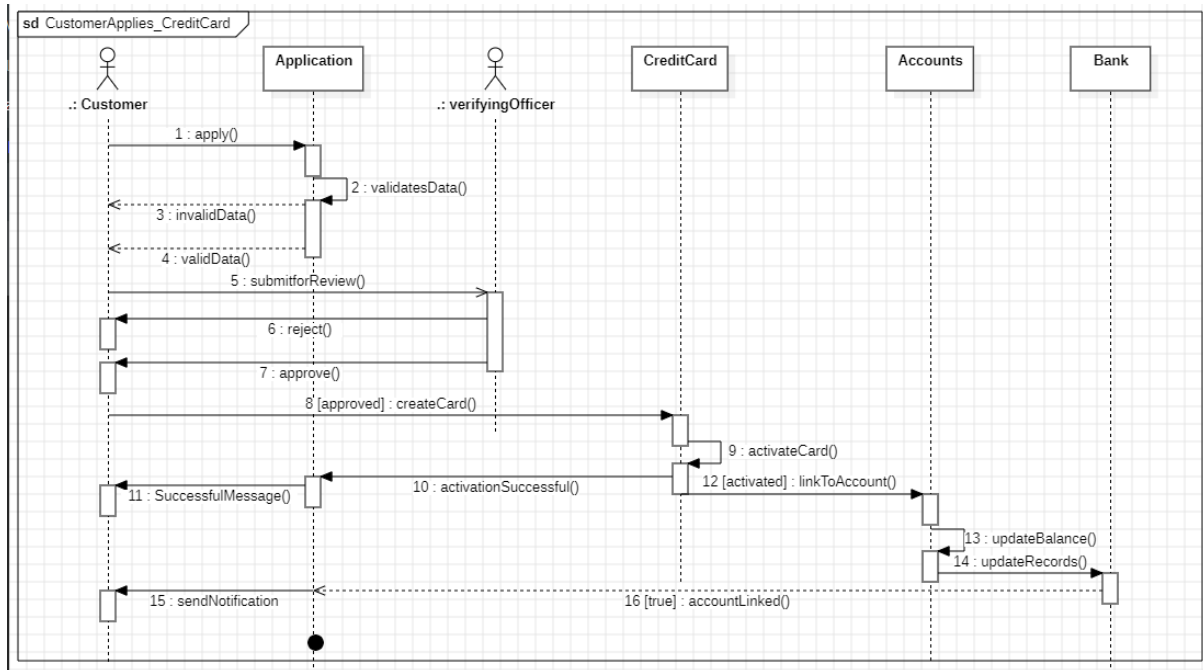 sd CustomerApplies_CreditCard
Application
CreditCard
Accounts
Bank
.: Customer
.: verifyingOfficer
1 : apply()
2 : validatesData()
3 : invalidData()
4 : validData()
5 : submitforReview()
6 : reject()
7 : approve()
8 [approved] : createCard()
9 : activateCard()
10 : activationSuccessful()
12 [activated] : linkToAccount()
11 : SuccessfulMessage()
13 : updateBalance()
14 : updateRecords()
15 : sendNotification
16 [true] : accountLinked()